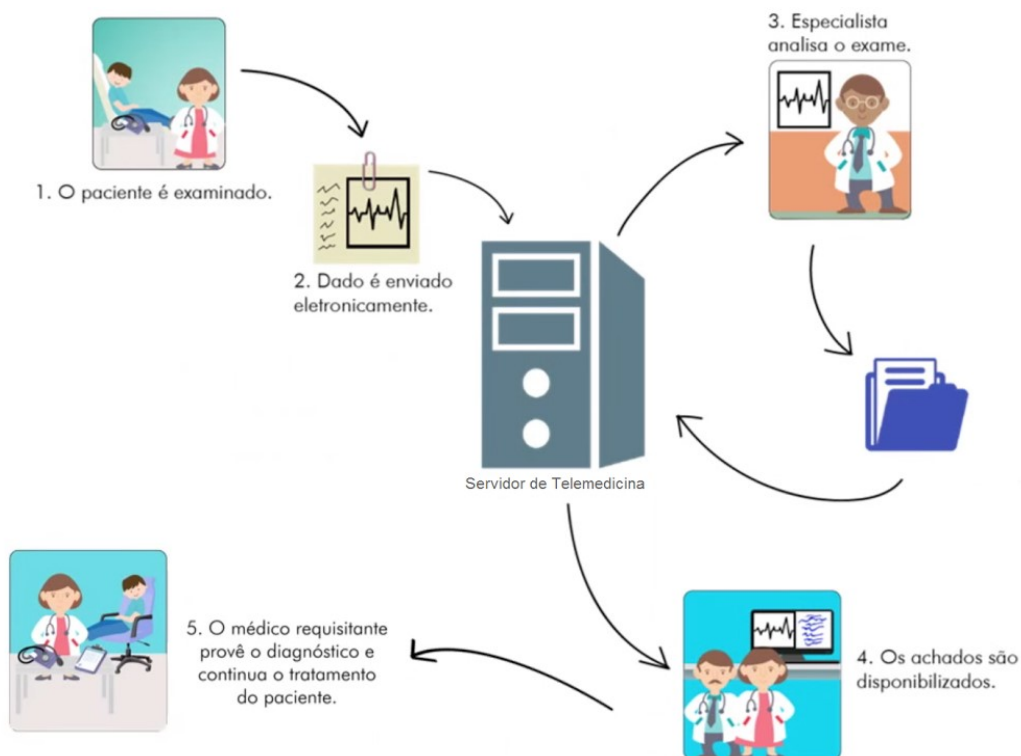 1. O paciente é examinado.
2. Dado é enviado
eletronicamente.
3. Especialista
analisa o exame.
Servidor de Telemedicina
4. Os achados são
disponibilizados.
5. O médico requisitante
provê o diagnóstico e
continua o tratamento
do paciente.